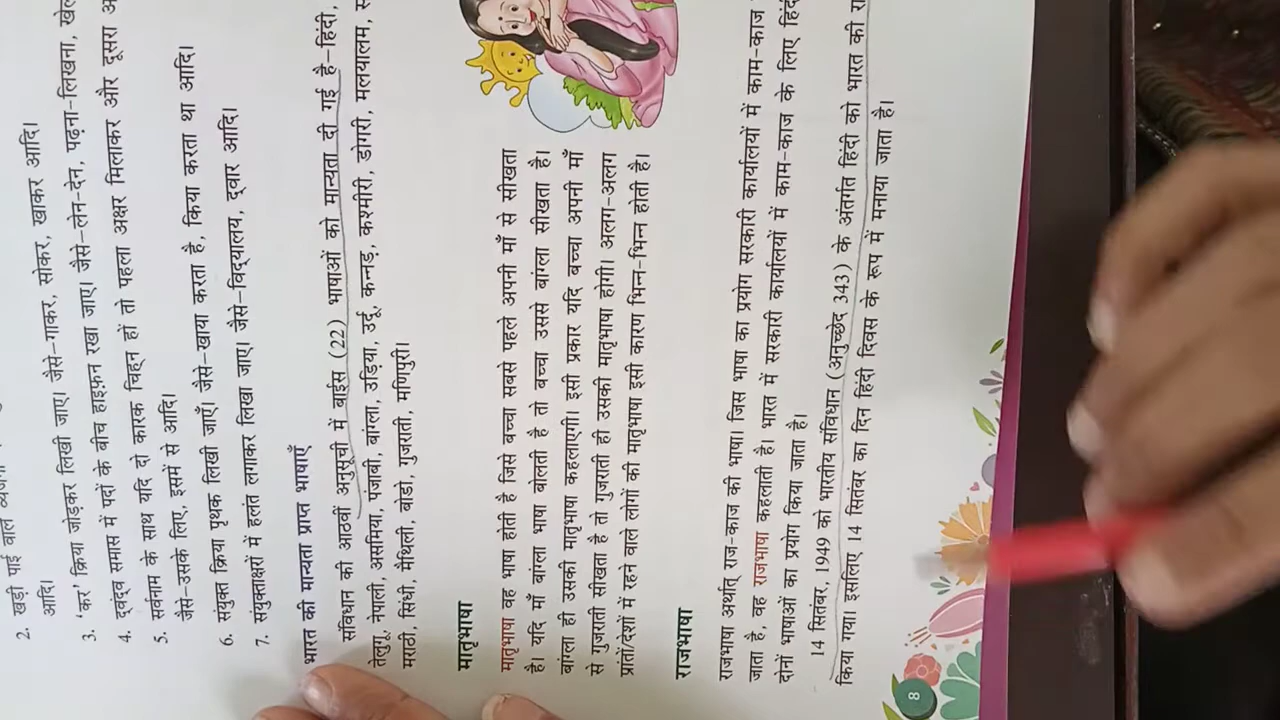 2. खड़ी पाई वाले
आदि।
3. 'कर' क्रिया जोड़कर लिखी जाए। जैसे–गाकर, सोकर, खाकर आदि।
4. द्वंद्व समास में पदों के बीच हाइफ़न रखा जाए। जैसे–लेन-देन, पढ़ना-लिखना,
5. सर्वनाम के साथ यदि दो कारक चिह्न हों तो पहला अक्षर मिलाकर और दूसरा
जैसे–उसके लिए, इसमें से आदि।
6. संयुक्त क्रिया पृथक लिखी जाएँ। जैसे–खाया करता है, किया करता था आदि।
7. संयुक्ताक्षरों में हलंत लगाकर लिखा जाए। जैसे–विद्यालय, द्वार आदि।
भारत की मान्यता प्राप्त भाषाएँ
संविधान की आठवीं अनुसूची में बाईस (22) भाषाओं को मान्यता दी गई है–हिंदी,
तेलुगू, नेपाली, असमिया, पंजाबी, बांग्ला, उड़िया, उर्दू, कन्नड़, कश्मीरी, डोगरी, मलयालम,
मराठी, सिंधी, मैथिली, बोडो, गुजराती, मणिपुरी।
मातृभाषा
मातृभाषा वह भाषा होती है जिसे बच्चा सबसे पहले अपनी माँ से सीखता
है। यदि माँ बांग्ला भाषा बोलती है तो बच्चा उससे बांग्ला सीखता है।
बांग्ला ही उसकी मातृभाषा कहलाएगी। इसी प्रकार यदि बच्चा अपनी माँ
से गुजराती सीखता है तो गुजराती ही उसकी मातृभाषा होगी। अलग-अलग
प्रांतों/देशों में रहने वाले लोगों की मातृभाषा इसी कारण भिन्न-भिन्न होती है।
राजभाषा
राजभाषा अर्थात् राज-काज की भाषा। जिस भाषा का प्रयोग सरकारी कार्यालयों में काम-काज
जाता है, वह राजभाषा कहलाती है। भारत में सरकारी कार्यालयों में काम-काज के लिए
दोनों भाषाओं का प्रयोग किया जाता है।
14 सितंबर, 1949 को भारतीय संविधान (अनुच्छेद 343) के अंतर्गत हिंदी को भारत की
किया गया। इसलिए 14 सितंबर का दिन हिंदी दिवस के रूप में मनाया जाता है।
8